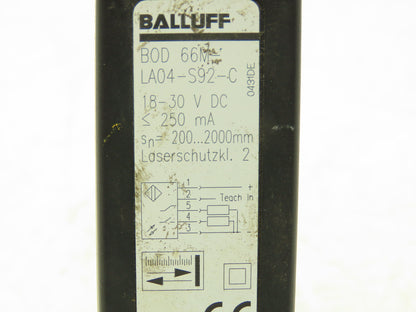 BALLUFF
BOD 66M-
LA04-S92-C
0431DE
18-30 V DC
≤ 250 mA
sn= 200...2000mm
Laserschutzkl. 2
1 +
2 Teach In
5
4
3 -
CE